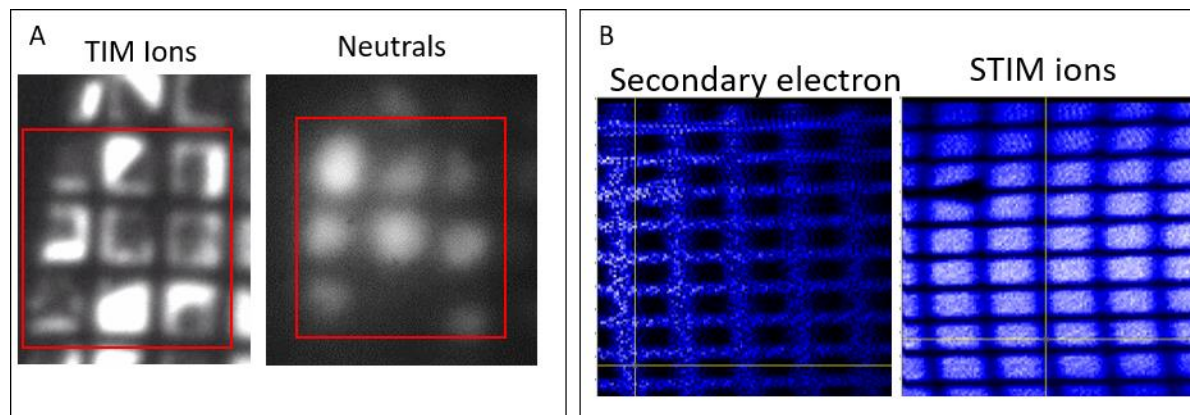 A
TIM Ions
Neutrals
B
Secondary electron
STIM ions